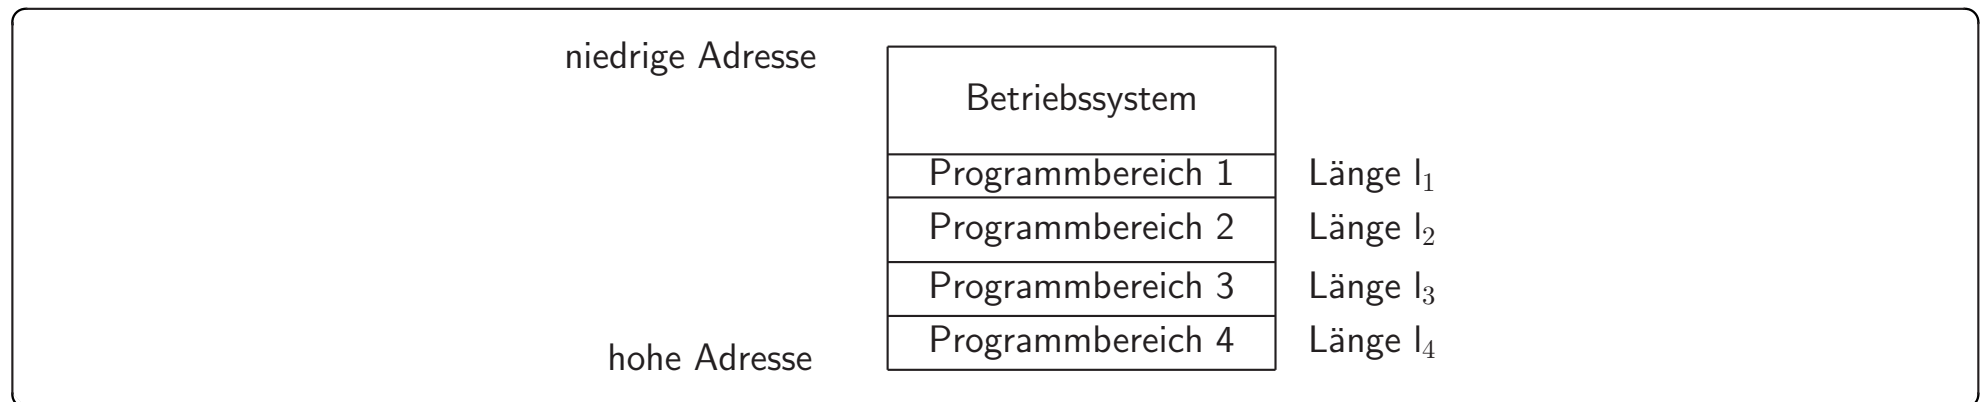 niedrige Adresse
Betriebssystem
Programmbereich 1 Länge l₁
Programmbereich 2 Länge l₂
Programmbereich 3 Länge l₃
Programmbereich 4 Länge l₄
hohe Adresse